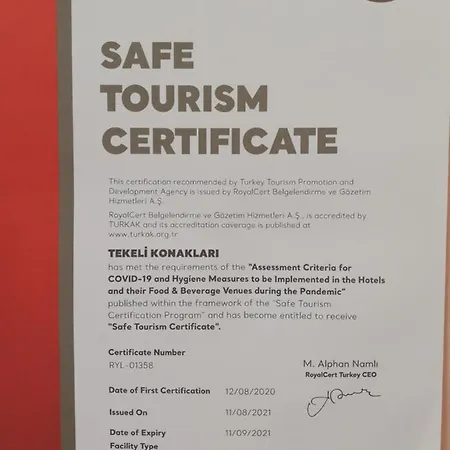 SAFE
TOURISM
CERTIFICATE
This certification recommended by Turkey Tourism Promotion and
Development Agency is issued by RoyalCert Belgelendirme ve Gözetim
Hizmetleri A.Ş.
RoyalCert Belgelendirme ve Gözetim Hizmetleri A.Ş., is accredited by
TURKAK and its accreditation coverage is published at
www.turkak.org.tr
TEKELİ KONAKLARI
has met the requirements of the "Assessment Criteria for
COVID-19 and Hygiene Measures to be Implemented in the Hotels
and their Food & Beverage Venues during the Pandemic"
published within the framework of the "Safe Tourism
Certification Program" and has become entitled to receive
"Safe Tourism Certificate".
Certificate Number
RYL-01358
M. Alphan Namlı
RoyalCert Turkey CEO
Date of First Certification 12/08/2020
Issued On 11/08/2021
Date of Expiry 11/09/2021
Facility Type